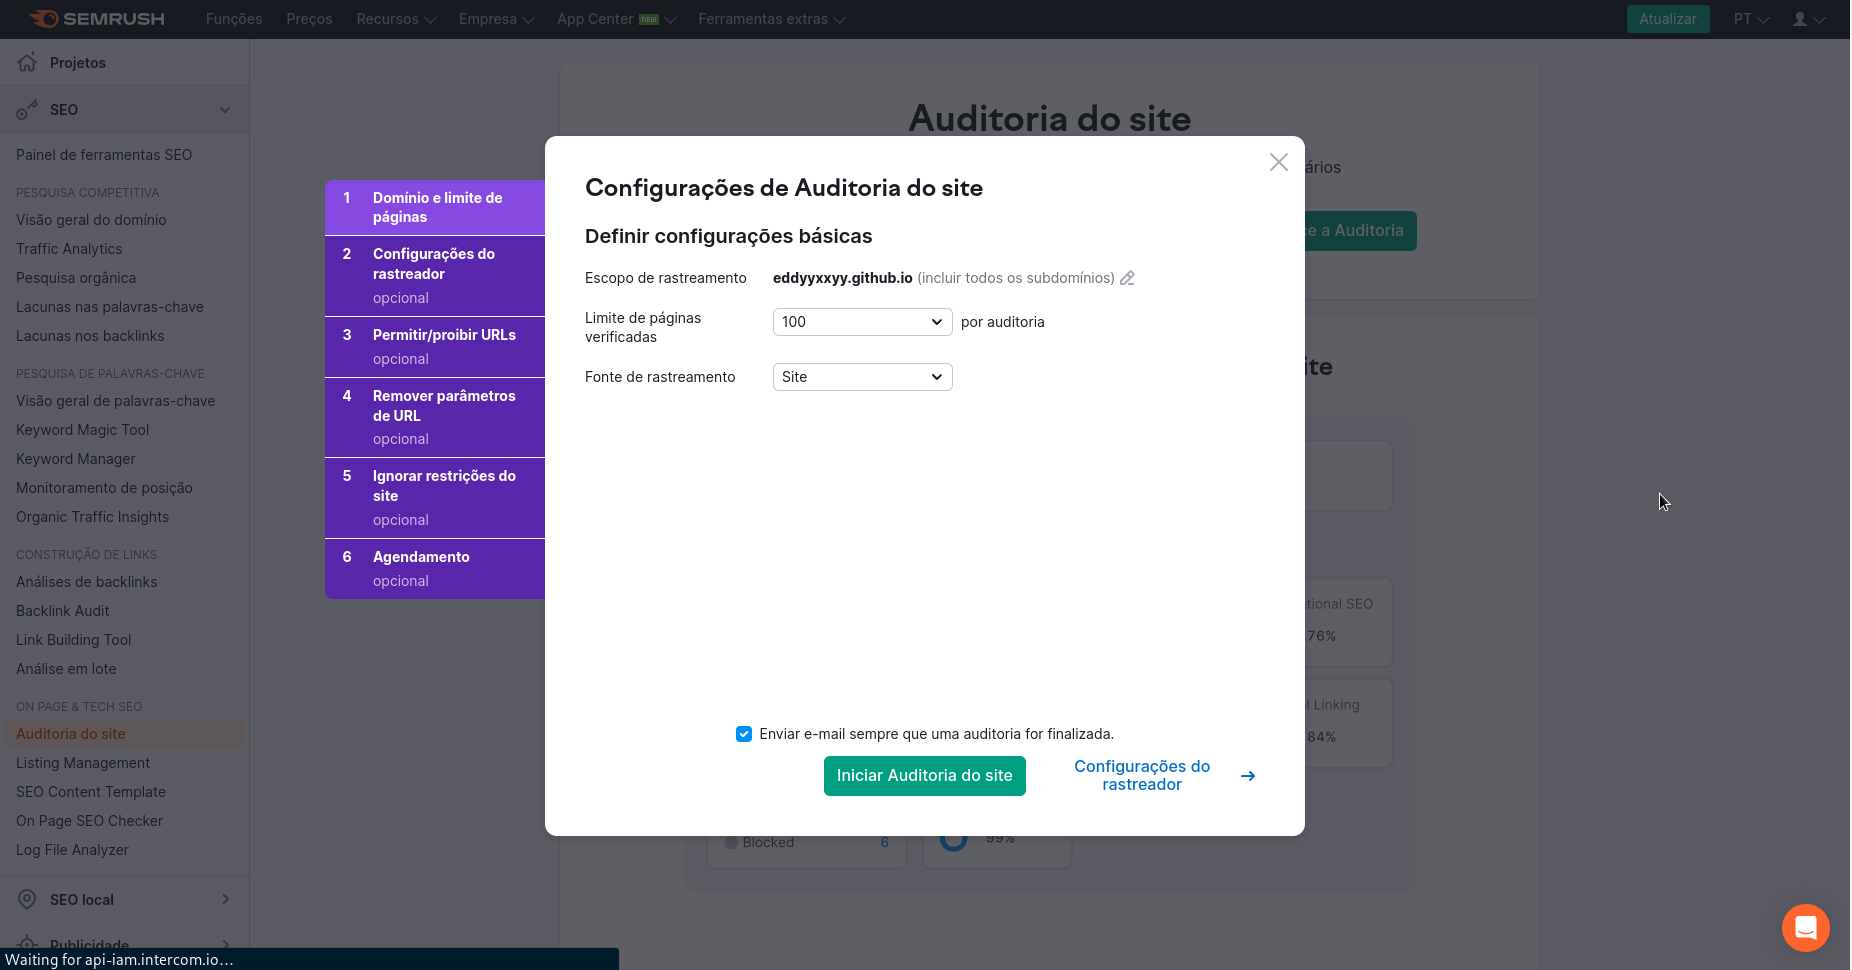 SEMRUSH
Funções
Preços
Recursos
Empresa
App Center NEW
Ferramentas extras
Atualizar
PT
Projetos
SEO
Painel de ferramentas SEO
PESQUISA COMPETITIVA
Visão geral do domínio
Traffic Analytics
Pesquisa orgânica
Lacunas nas palavras-chave
Lacunas nos backlinks
PESQUISA DE PALAVRAS-CHAVE
Visão geral de palavras-chave
Keyword Magic Tool
Keyword Manager
Monitoramento de posição
Organic Traffic Insights
CONSTRUÇÃO DE LINKS
Análises de backlinks
Backlink Audit
Link Building Tool
Análise em lote
ON PAGE & TECH SEO
Auditoria do site
Listing Management
SEO Content Template
On Page SEO Checker
Log File Analyzer
SEO local
Publicidade
Waiting for api-iam.intercom.io...
Auditoria do site
ários
ce a Auditoria
ite
tional SEO
76%
l Linking
84%
Blocked 6
99%
1 Domínio e limite de
páginas
2 Configurações do
rastreador
opcional
3 Permitir/proibir URLs
opcional
4 Remover parâmetros
de URL
opcional
5 Ignorar restrições do
site
opcional
6 Agendamento
opcional
Configurações de Auditoria do site
Definir configurações básicas
Escopo de rastreamento eddyyxxyy.github.io (incluir todos os subdomínios)
Limite de páginas
verificadas
100 por auditoria
Fonte de rastreamento Site
Enviar e-mail sempre que uma auditoria for finalizada.
Iniciar Auditoria do site
Configurações do
rastreador